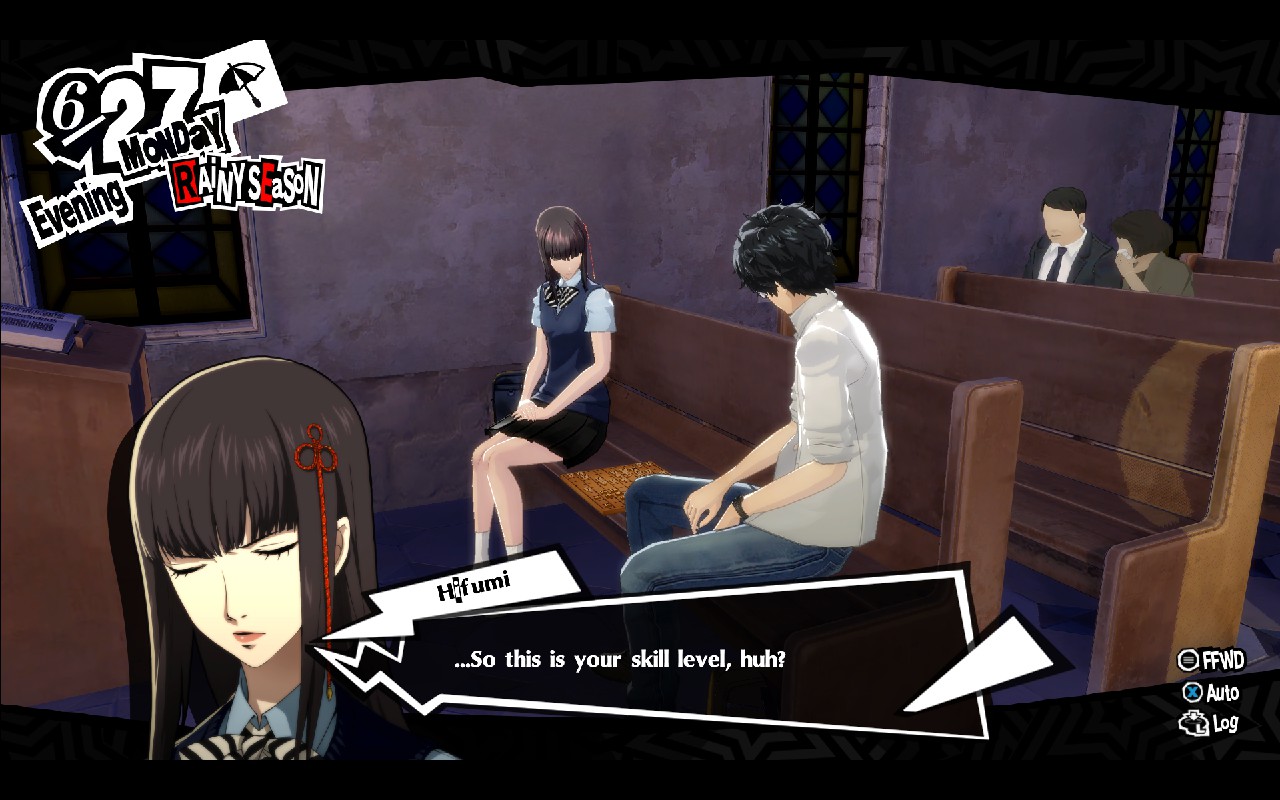 6/27
MONDAY
Evening
RAINY SEASON
Hifumi
...So this is your skill level, huh?
FFWD
X Auto
L Log